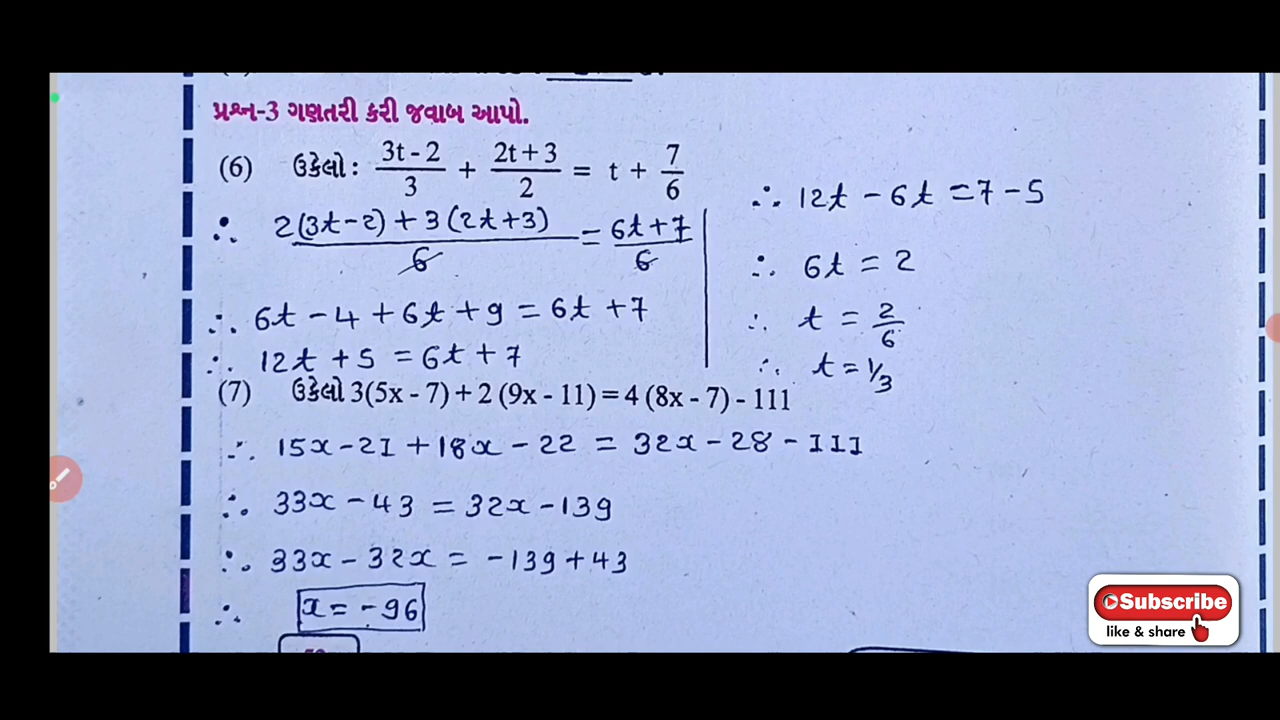 પ્રશ્ન-3 ગણતરી કરી જવાબ આપો.
(6) ઉકેલો: (3t - 2)/3 + (2t + 3)/2 = t + 7/6
∴ (2(3t-2) + 3(2t+3))/6 = (6t+7)/6
∴ 6t - 4 + 6t + 9 = 6t + 7
∴ 12t + 5 = 6t + 7
∴ 12t - 6t = 7 - 5
∴ 6t = 2
∴ t = 2/6
∴ t = 1/3
(7) ઉકેલો 3(5x - 7) + 2 (9x - 11) = 4 (8x - 7) - 111
∴ 15x - 21 + 18x - 22 = 32x - 28 - 111
∴ 33x - 43 = 32x - 139
∴ 33x - 32x = -139 + 43
∴ x = -96
Subscribe
like & share